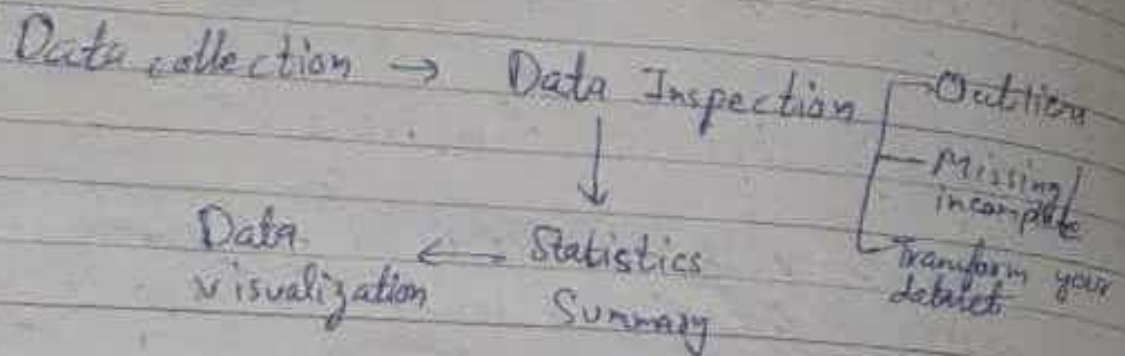 Data collection → Data Inspection
Outliers
Missing/
incomplete
Transform your
dataset
Statistics
Summary
←
Data
visualization